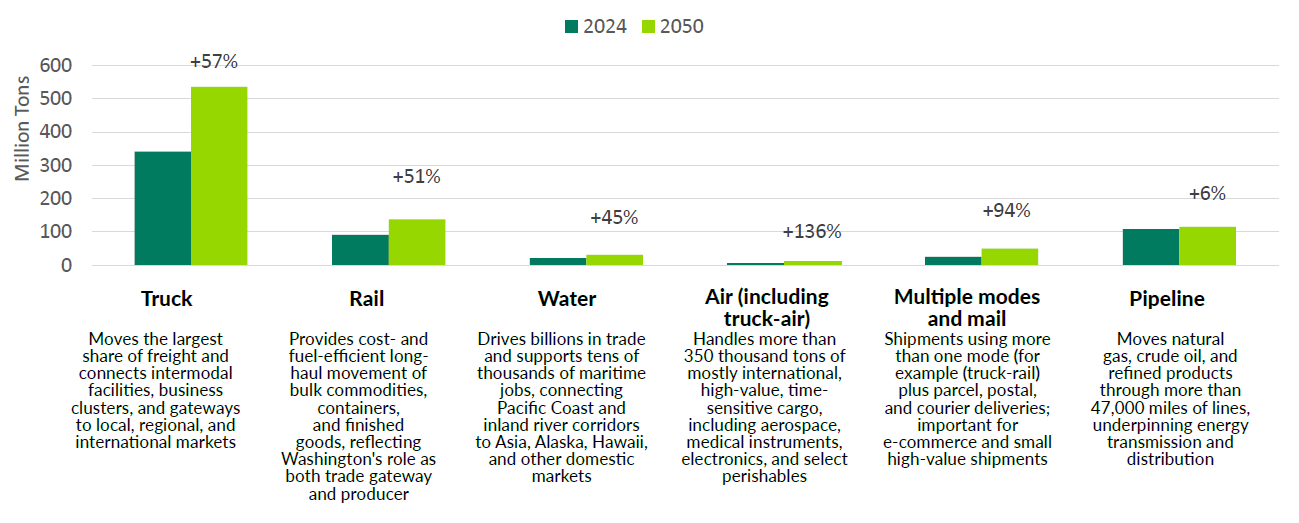 2024 2050
Million Tons
600
500
400
300
200
100
0
+57%
+51%
+45%
+136%
+94%
+6%
Truck
Moves the largest
share of freight and
connects intermodal
facilities, business
clusters, and gateways
to local, regional, and
international markets
Rail
Provides cost- and
fuel-efficient long-
haul movement of
bulk commodities,
containers,
and finished
goods, reflecting
Washington's role as
both trade gateway
and producer
Water
Drives billions in trade
and supports tens of
thousands of maritime
jobs, connecting
Pacific Coast and
inland river corridors
to Asia, Alaska, Hawaii,
and other domestic
markets
Air (including
truck-air)
Handles more than
350 thousand tons of
mostly international,
high-value, time-
sensitive cargo,
including aerospace,
medical instruments,
electronics, and select
perishables
Multiple modes
and mail
Shipments using more
than one mode (for
example (truck-rail)
plus parcel, postal,
and courier deliveries;
important for
e-commerce and small
high-value shipments
Pipeline
Moves natural
gas, crude oil, and
refined products
through more than
47,000 miles of lines,
underpinning energy
transmission and
distribution